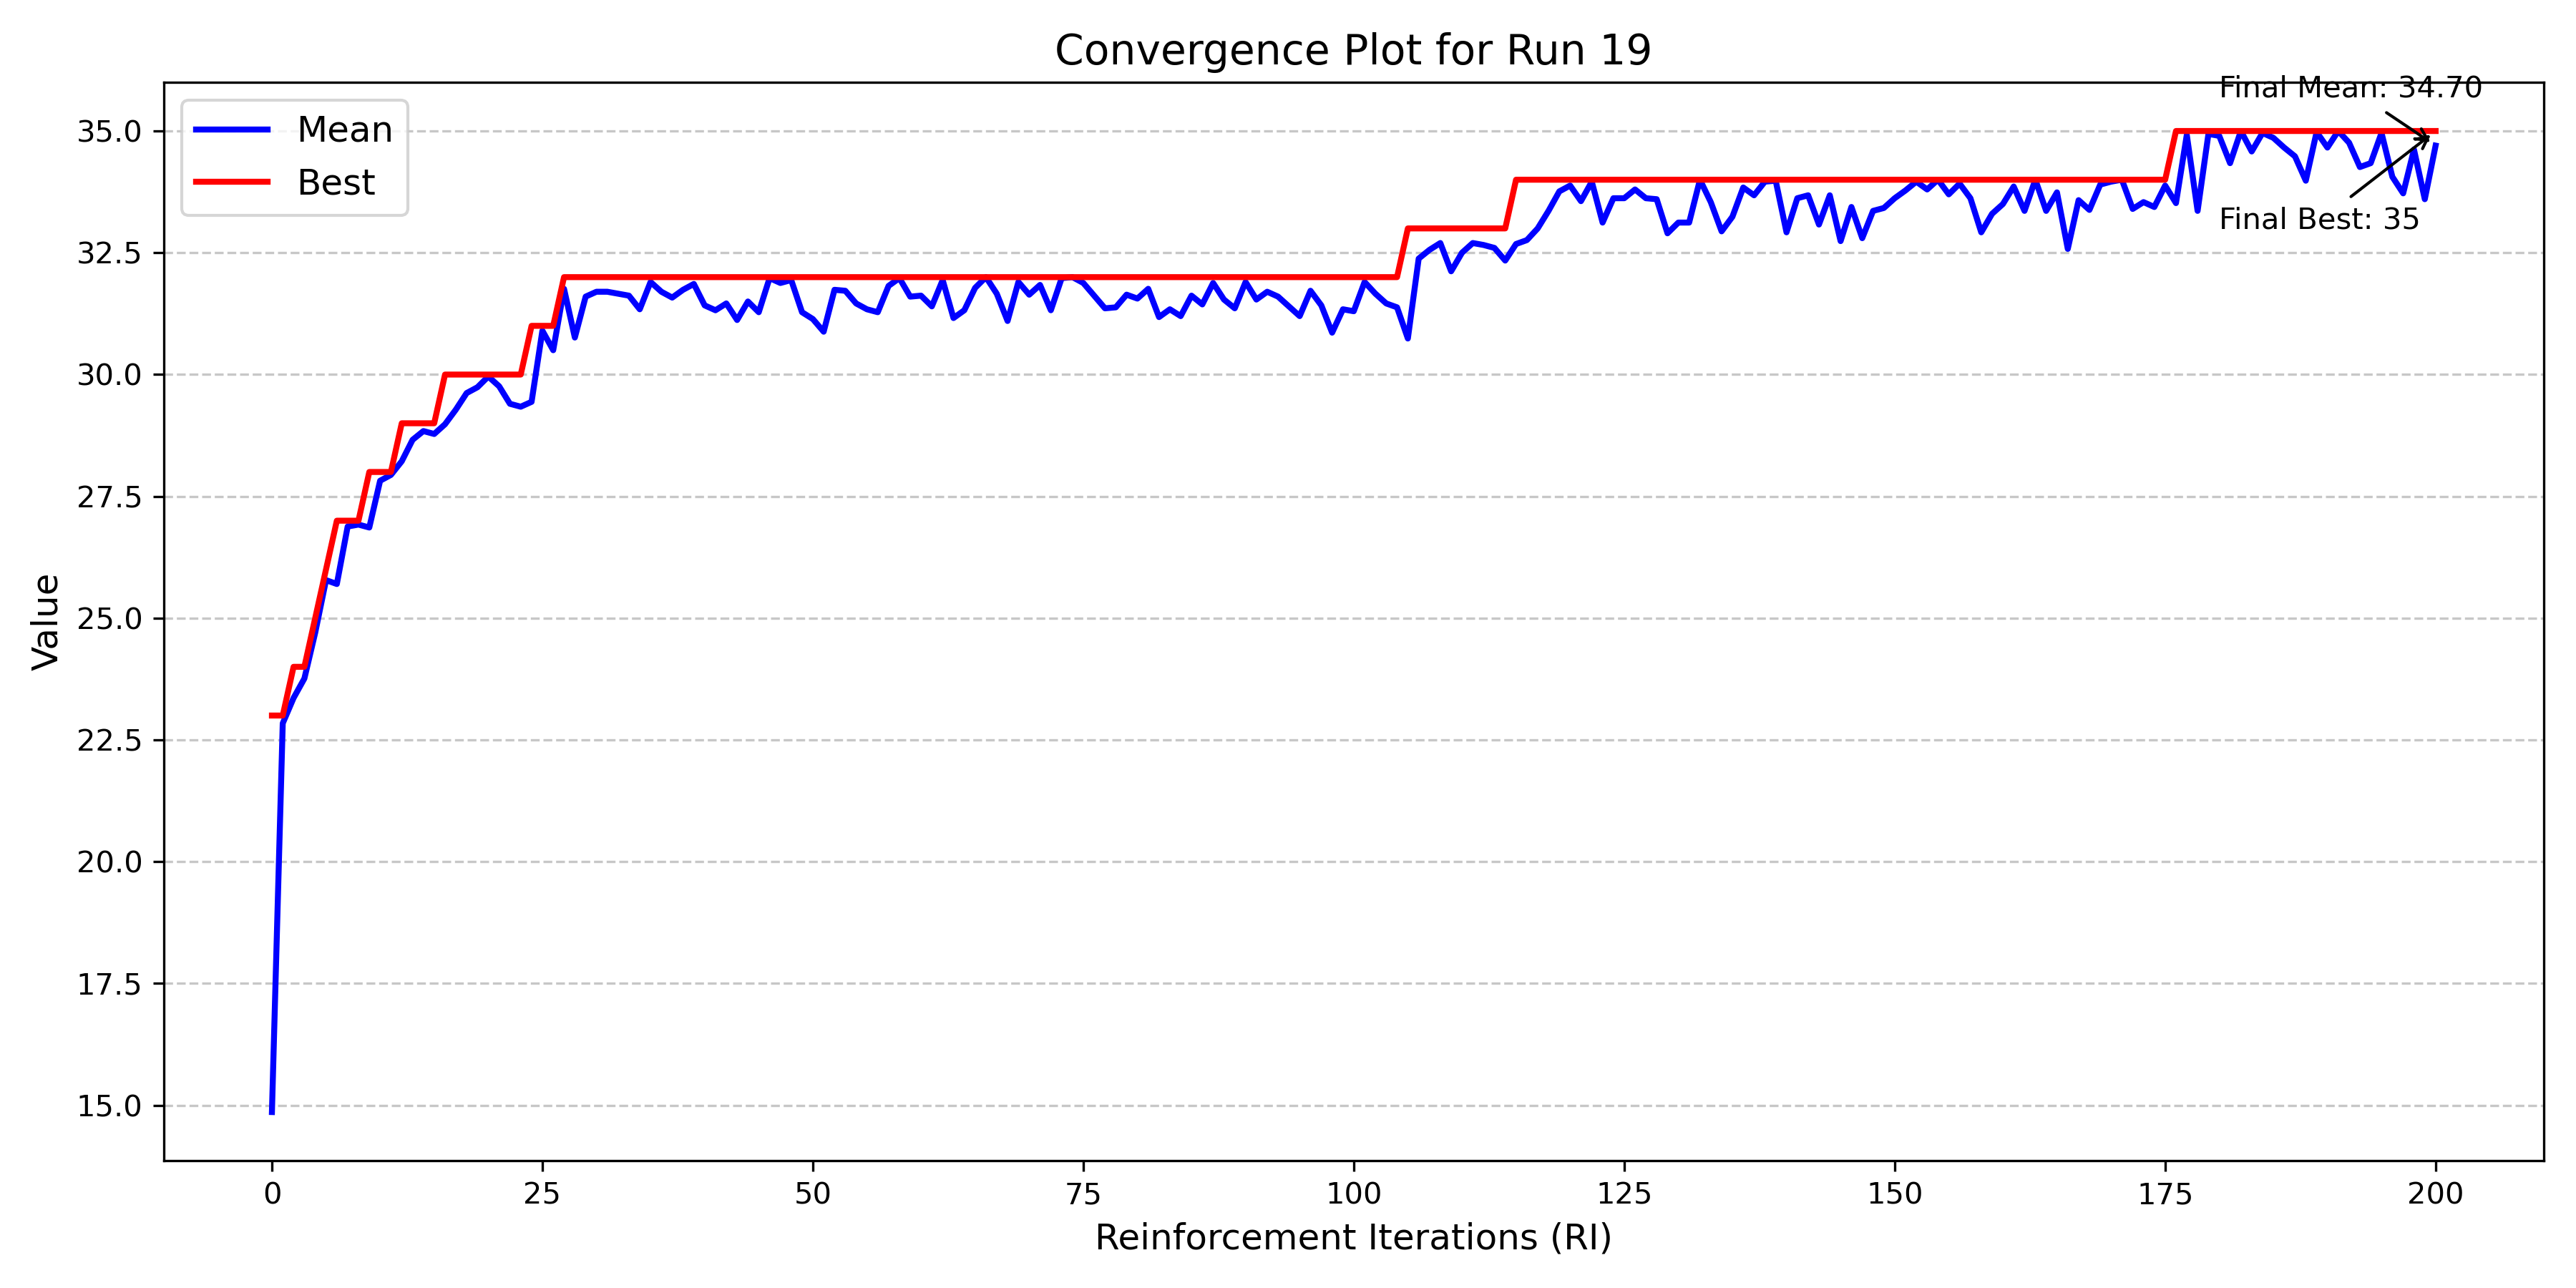 Convergence Plot for Run 19
Final Mean: 34.70
Mean
Best
Final Best: 35
35.0
32.5
30.0
27.5
25.0
22.5
20.0
17.5
15.0
Value
0 25 50 75 100 125 150 175 200
Reinforcement Iterations (RI)